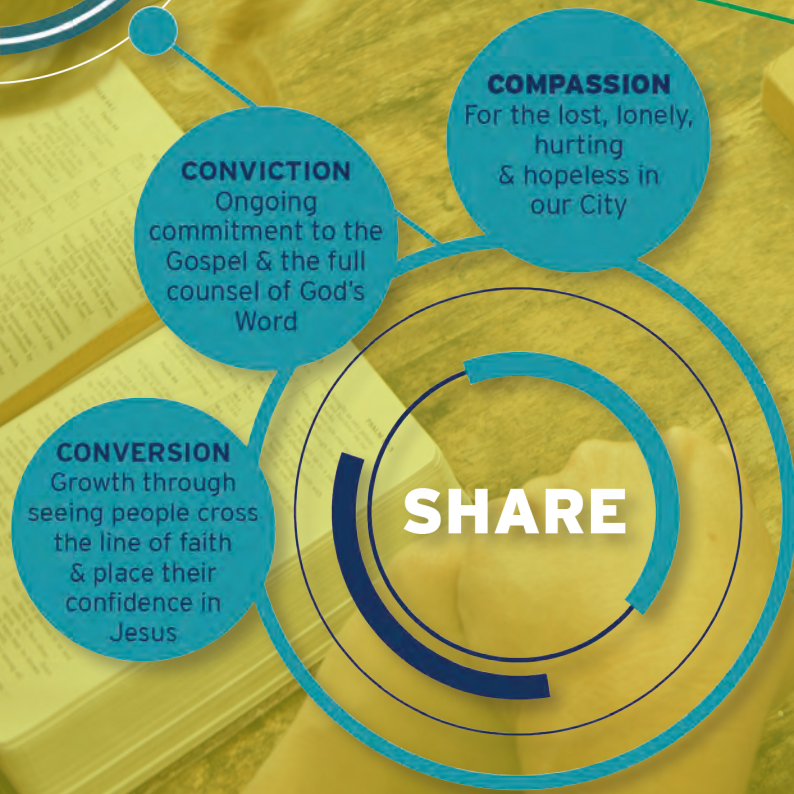 COMPASSION
For the lost, lonely,
hurting
& hopeless in
our City
CONVICTION
Ongoing
commitment to the
Gospel & the full
counsel of God's
Word
CONVERSION
Growth through
seeing people cross
the line of faith
& place their
confidence in
Jesus
SHARE